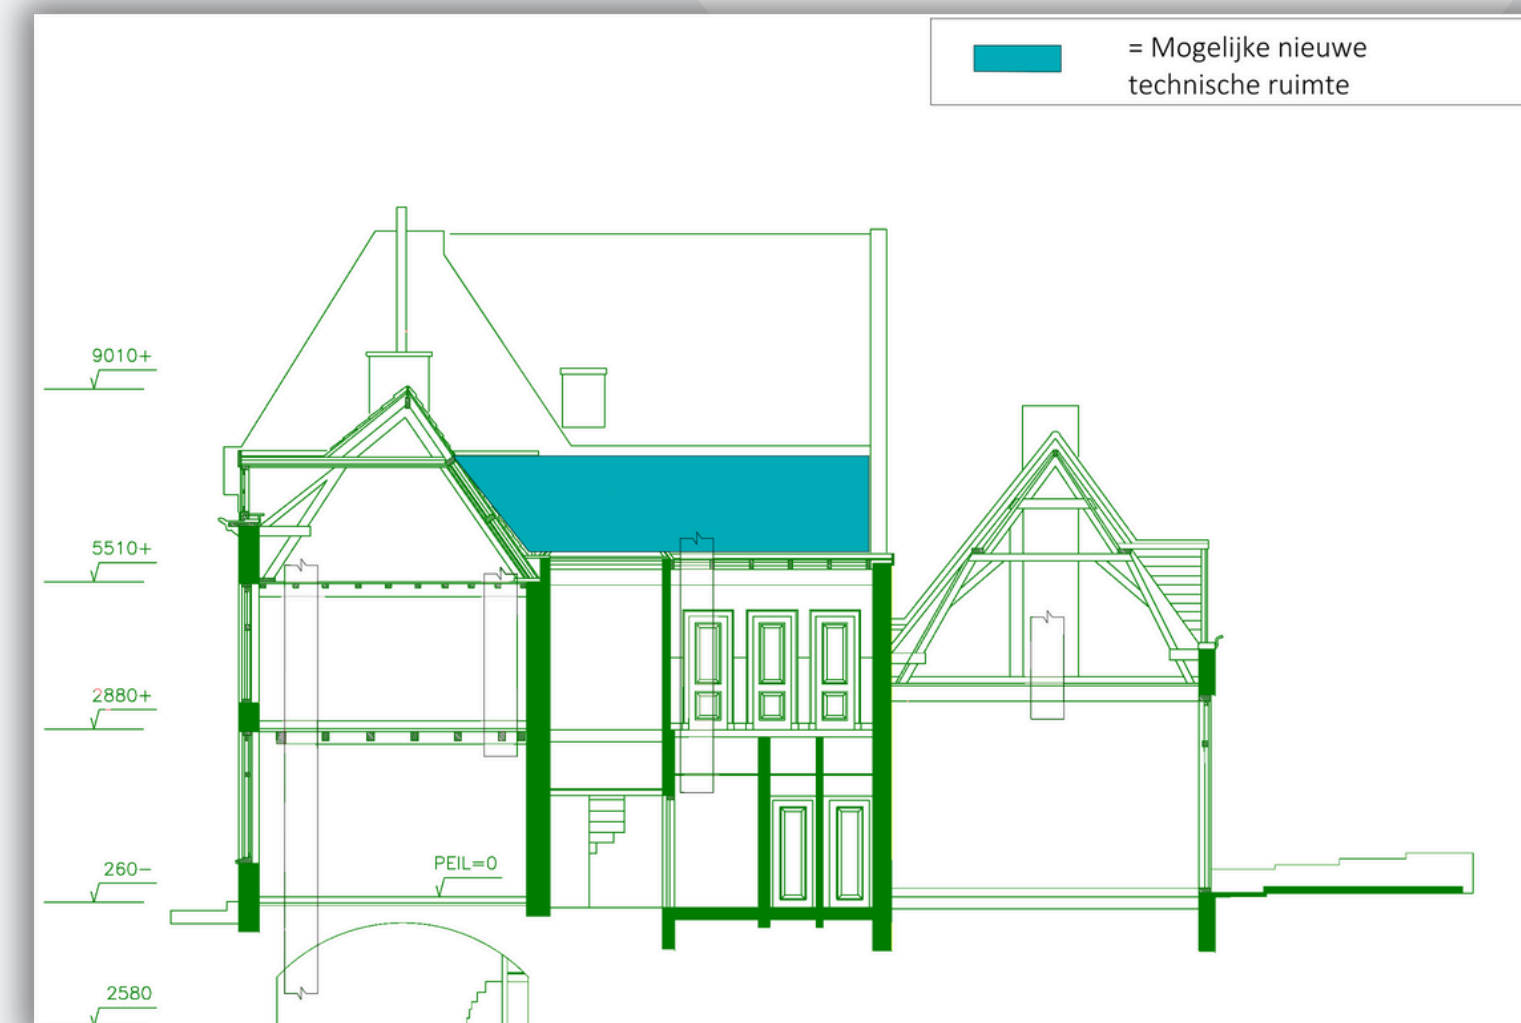 = Mogelijke nieuwe
technische ruimte
9010+
5510+
2880+
260–
PEIL=0
2580